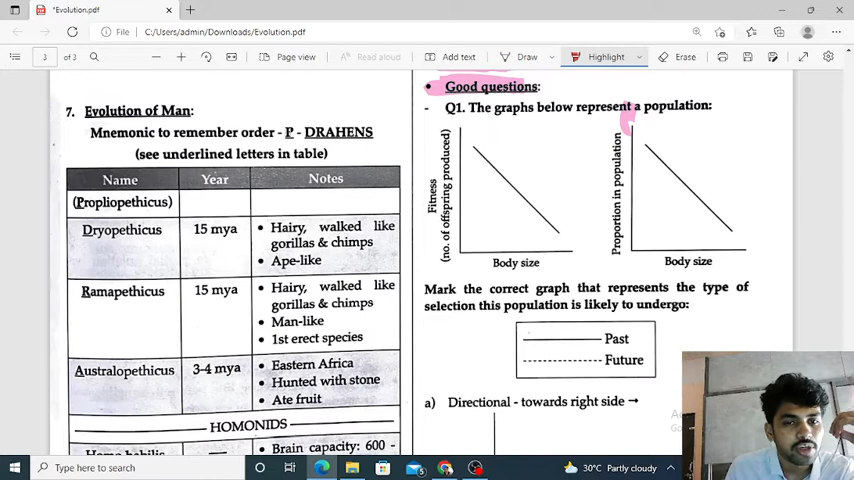 *Evolution.pdf
File
C:/Users/admin/Downloads/Evolution.pdf
3 of 3
Page view
Read aloud
Add text
Draw
Highlight
Erase
7. Evolution of Man:
Mnemonic to remember order - P - DRAHENS
(see underlined letters in table)
Name Year Notes
(Propliopethicus)
Dryopethicus 15 mya • Hairy, walked like
gorillas & chimps
• Ape-like
Ramapethicus 15 mya • Hairy, walked like
gorillas & chimps
• Man-like
• 1st erect species
Australopethicus 3-4 mya • Eastern Africa
• Hunted with stone
• Ate fruit
HOMONIDS
Homo habilis • Brain capacity: 600 -
• Good questions:
- Q1. The graphs below represent a population:
Fitness
(no. of offspring produced)
Body size
Proportion in population
Body size
Mark the correct graph that represents the type of
selection this population is likely to undergo:
Past
Future
a) Directional - towards right side →
Type here to search
30°C Partly cloudy